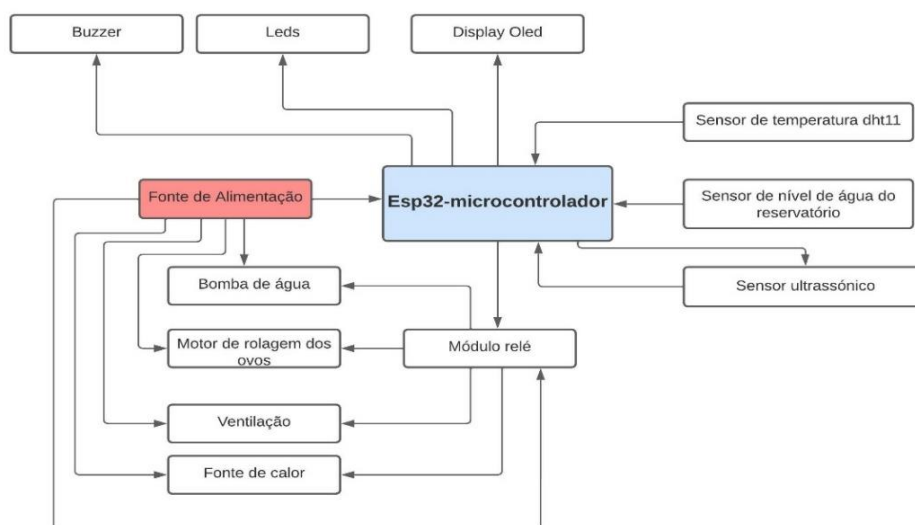 Buzzer
Leds
Display Oled
Sensor de temperatura dht11
Fonte de Alimentação
Esp32-microcontrolador
Sensor de nível de água do
reservatório
Bomba de água
Sensor ultrassónico
Motor de rolagem dos
ovos
Módulo relé
Ventilação
Fonte de calor